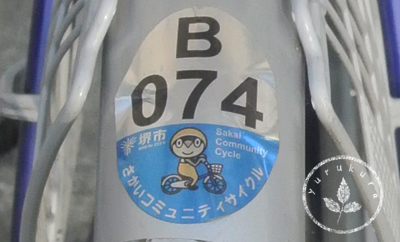 B
074
堺市
Sakai
Community
Cycle
さかいコミュニティサイクル
yurukura